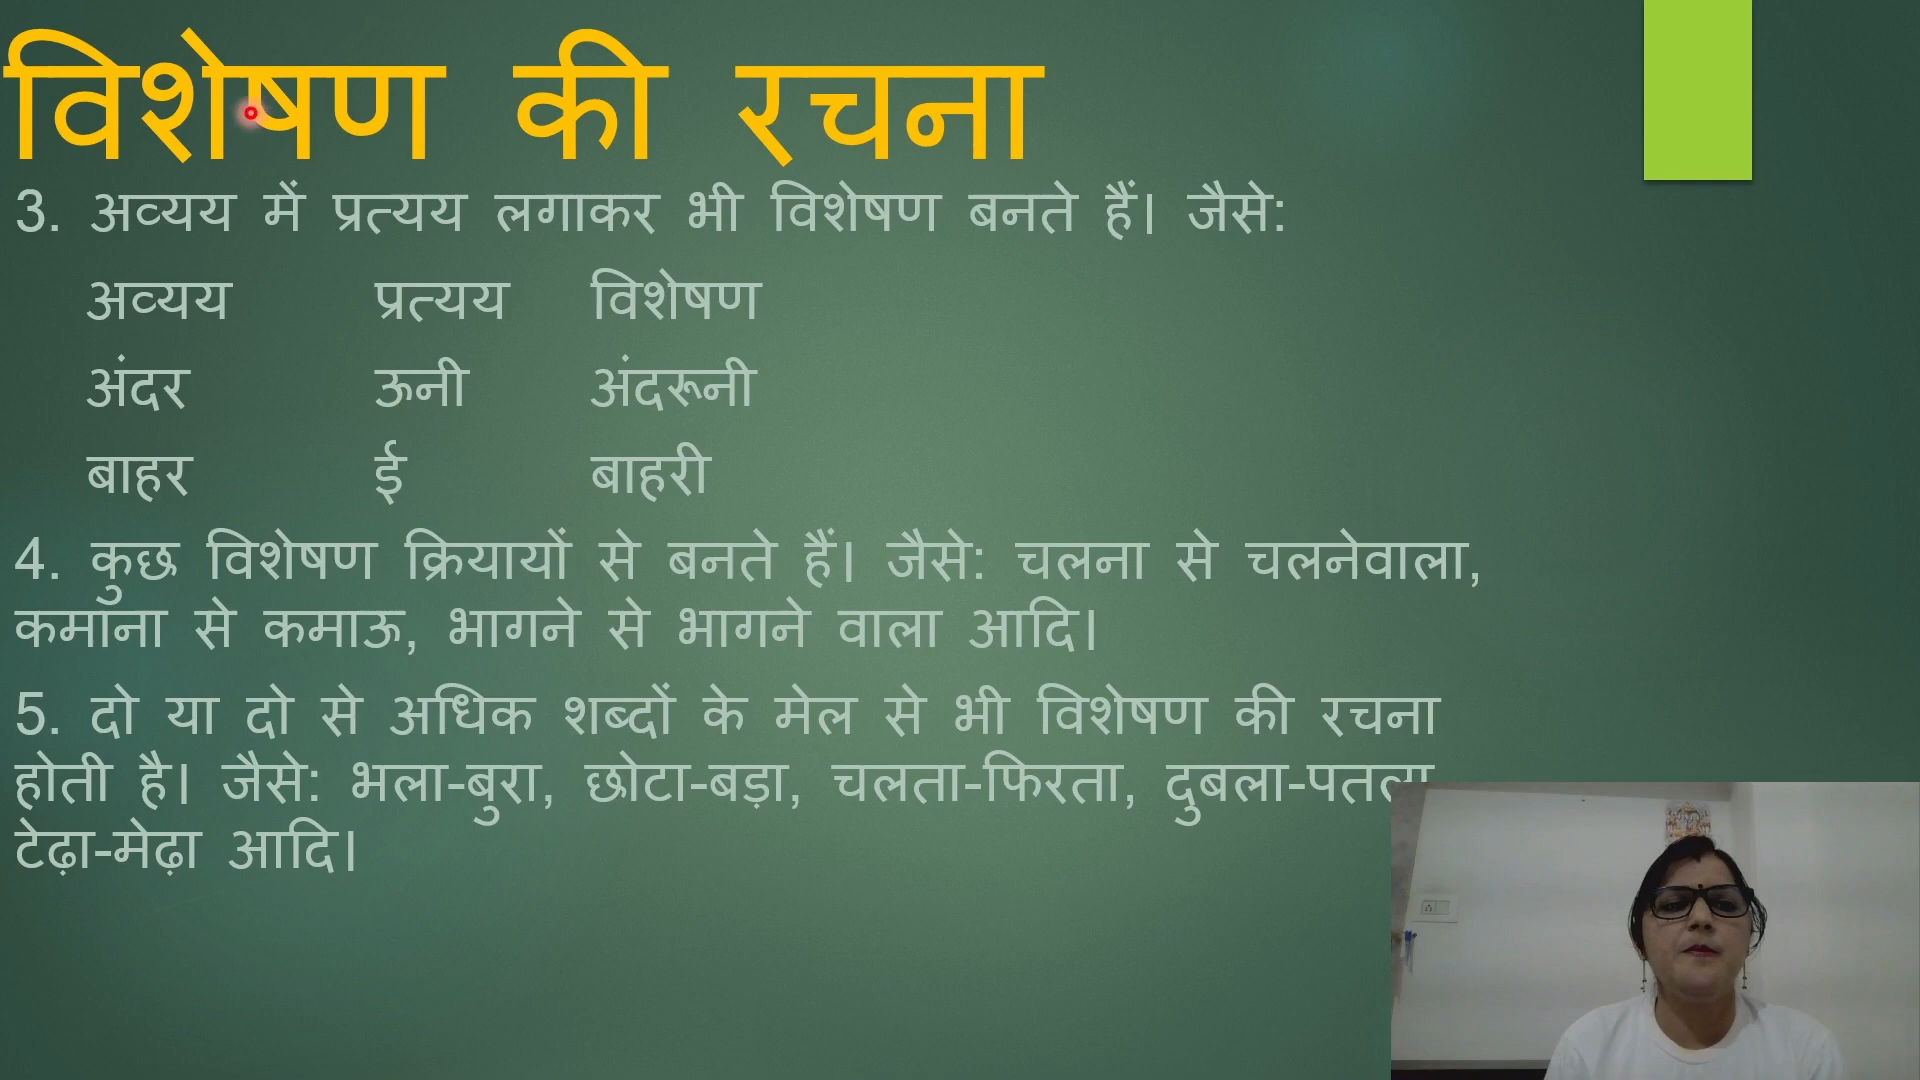 विशेषण की रचना
3. अव्यय में प्रत्यय लगाकर भी विशेषण बनते हैं। जैसे:
अव्यय प्रत्यय विशेषण
अंदर ऊनी अंदरूनी
बाहर ई बाहरी
4. कुछ विशेषण क्रियायों से बनते हैं। जैसे: चलना से चलनेवाला,
कमाना से कमाऊ, भागने से भागने वाला आदि।
5. दो या दो से अधिक शब्दों के मेल से भी विशेषण की रचना
होती है। जैसे: भला-बुरा, छोटा-बड़ा, चलता-फिरता, दुबला-पतला
टेढ़ा-मेढ़ा आदि।